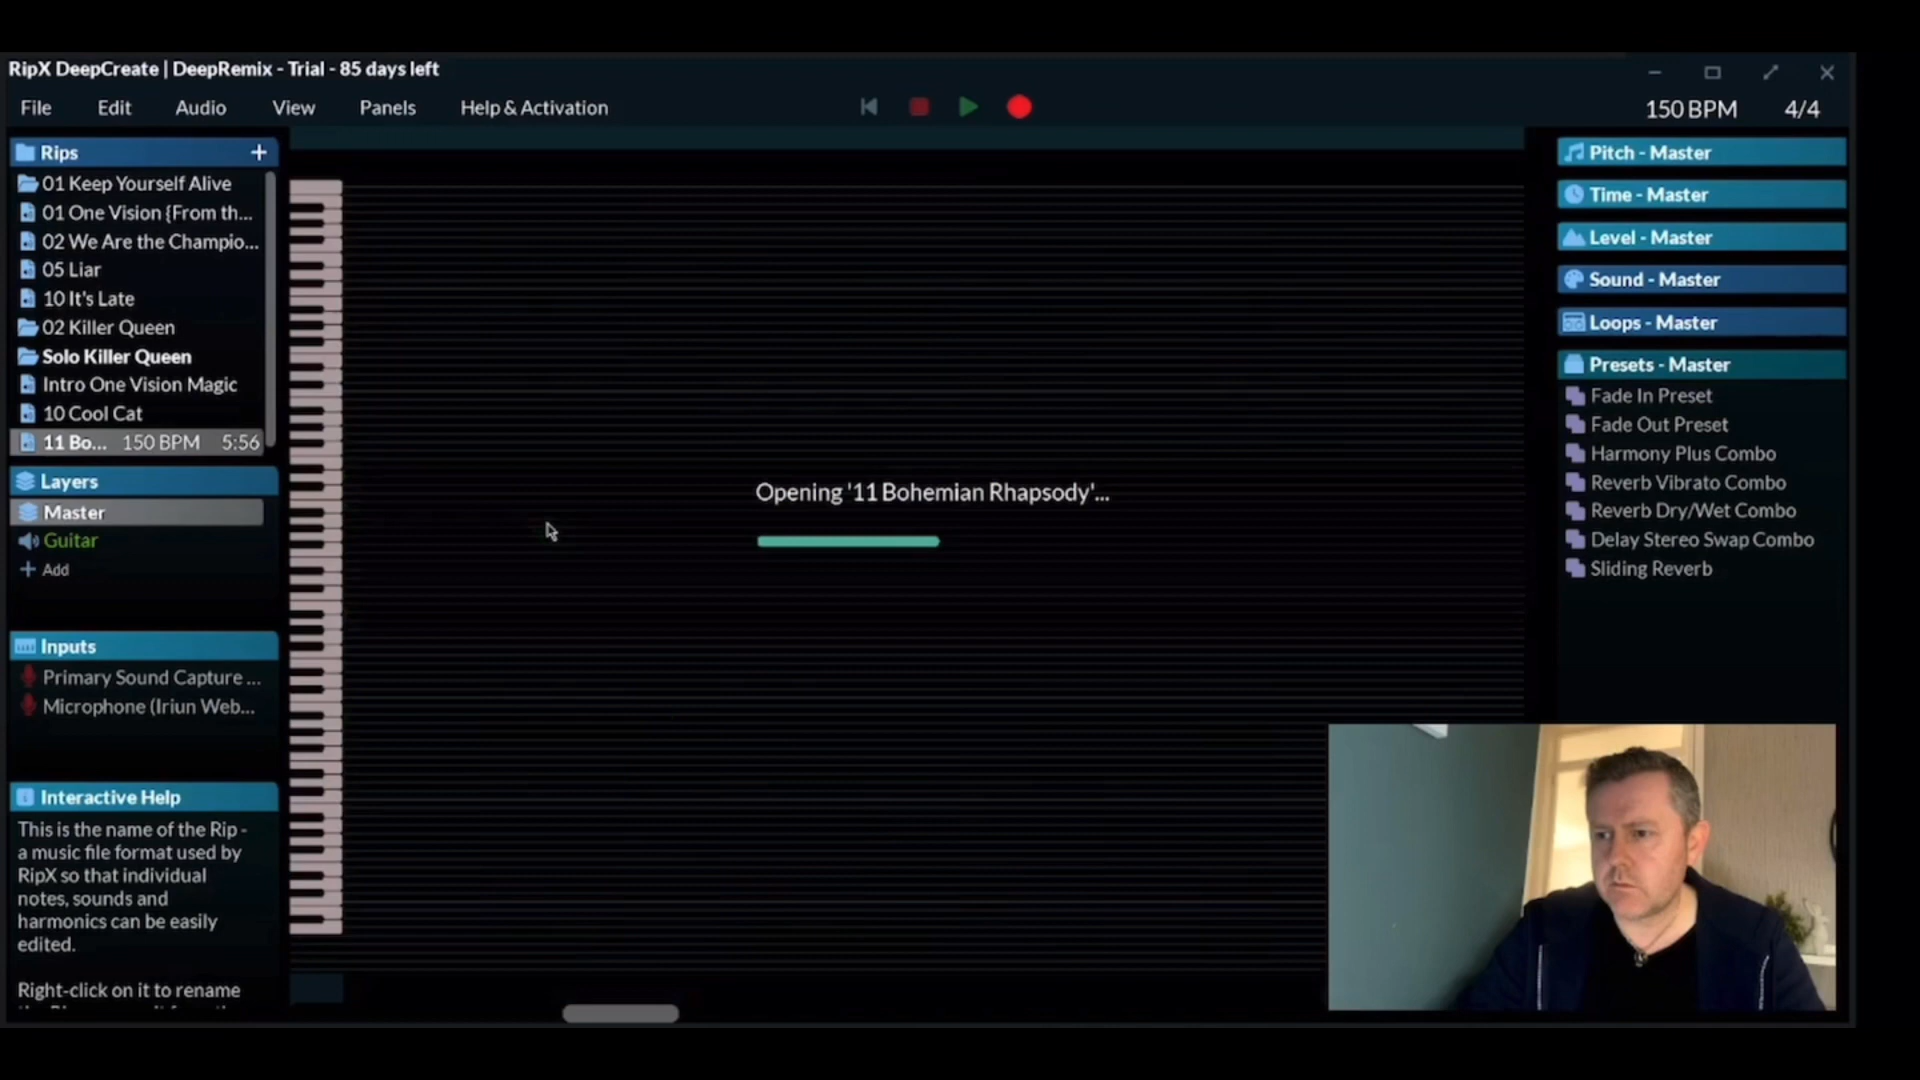 RipX DeepCreate | DeepRemix - Trial - 85 days left
File Edit Audio View Panels Help & Activation
150 BPM 4/4
Rips
01 Keep Yourself Alive
01 One Vision {From th...
02 We Are the Champio...
05 Liar
10 It's Late
02 Killer Queen
Solo Killer Queen
Intro One Vision Magic
10 Cool Cat
11 Bo... 150 BPM 5:56
Layers
Master
Guitar
Add
Inputs
Primary Sound Capture ...
Microphone (Iriun Web...
Interactive Help
This is the name of the Rip -
a music file format used by
RipX so that individual
notes, sounds and
harmonics can be easily
edited.
Right-click on it to rename
Opening '11 Bohemian Rhapsody'...
Pitch - Master
Time - Master
Level - Master
Sound - Master
Loops - Master
Presets - Master
Fade In Preset
Fade Out Preset
Harmony Plus Combo
Reverb Vibrato Combo
Reverb Dry/Wet Combo
Delay Stereo Swap Combo
Sliding Reverb